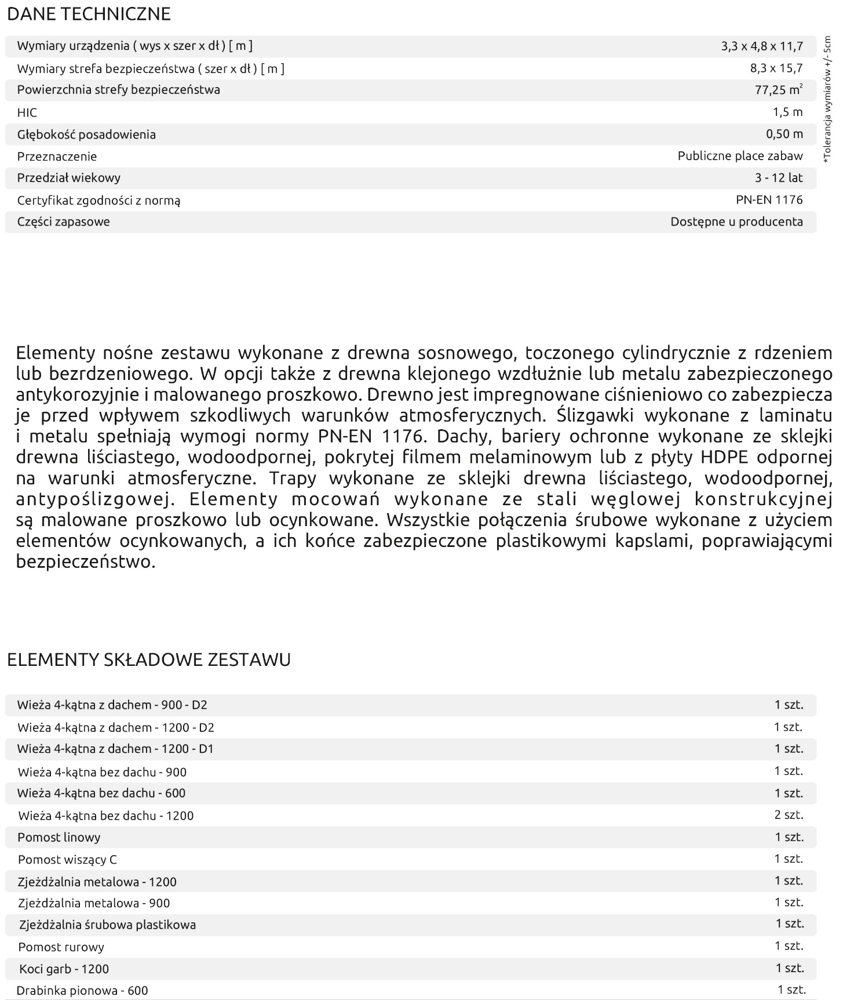 DANE TECHNICZNE
Wymiary urządzenia ( wys x szer x dł ) [ m ] 3,3 x 4,8 x 11,7
Wymiary strefa bezpieczeństwa ( szer x dł ) [ m ] 8,3 x 15,7
Powierzchnia strefy bezpieczeństwa 77,25 m²
HIC 1,5 m
Głębokość posadowienia 0,50 m
Przeznaczenie Publiczne place zabaw
Przedział wiekowy 3 - 12 lat
Certyfikat zgodności z normą PN-EN 1176
Części zapasowe Dostępne u producenta
*Tolerancja wymiarów +/- 5cm
Elementy nośne zestawu wykonane z drewna sosnowego, toczonego cylindrycznie z rdzeniem
lub bezrdzeniowego. W opcji także z drewna klejonego wzdłużnie lub metalu zabezpieczonego
antykorozyjnie i malowanego proszkowo. Drewno jest impregnowane ciśnieniowo co zabezpiecza
je przed wpływem szkodliwych warunków atmosferycznych. Ślizgawki wykonane z laminatu
i metalu spełniają wymogi normy PN-EN 1176. Dachy, bariery ochronne wykonane ze sklejki
drewna liściastego, wodoodpornej, pokrytej filmem melaminowym lub z płyty HDPE odpornej
na warunki atmosferyczne. Trapy wykonane ze sklejki drewna liściastego, wodoodpornej,
antypoślizgowej. Elementy mocowań wykonane ze stali węglowej konstrukcyjnej
są malowane proszkowo lub ocynkowane. Wszystkie połączenia śrubowe wykonane z użyciem
elementów ocynkowanych, a ich końce zabezpieczone plastikowymi kapslami, poprawiającymi
bezpieczeństwo.
ELEMENTY SKŁADOWE ZESTAWU
Wieża 4-kątna z dachem - 900 - D2 1 szt.
Wieża 4-kątna z dachem - 1200 - D2 1 szt.
Wieża 4-kątna z dachem - 1200 - D1 1 szt.
Wieża 4-kątna bez dachu - 900 1 szt.
Wieża 4-kątna bez dachu - 600 1 szt.
Wieża 4-kątna bez dachu - 1200 2 szt.
Pomost linowy 1 szt.
Pomost wiszący C 1 szt.
Zjeżdżalnia metalowa - 1200 1 szt.
Zjeżdżalnia metalowa - 900 1 szt.
Zjeżdżalnia śrubowa plastikowa 1 szt.
Pomost rurowy 1 szt.
Koci garb - 1200 1 szt.
Drabinka pionowa - 600 1 szt.